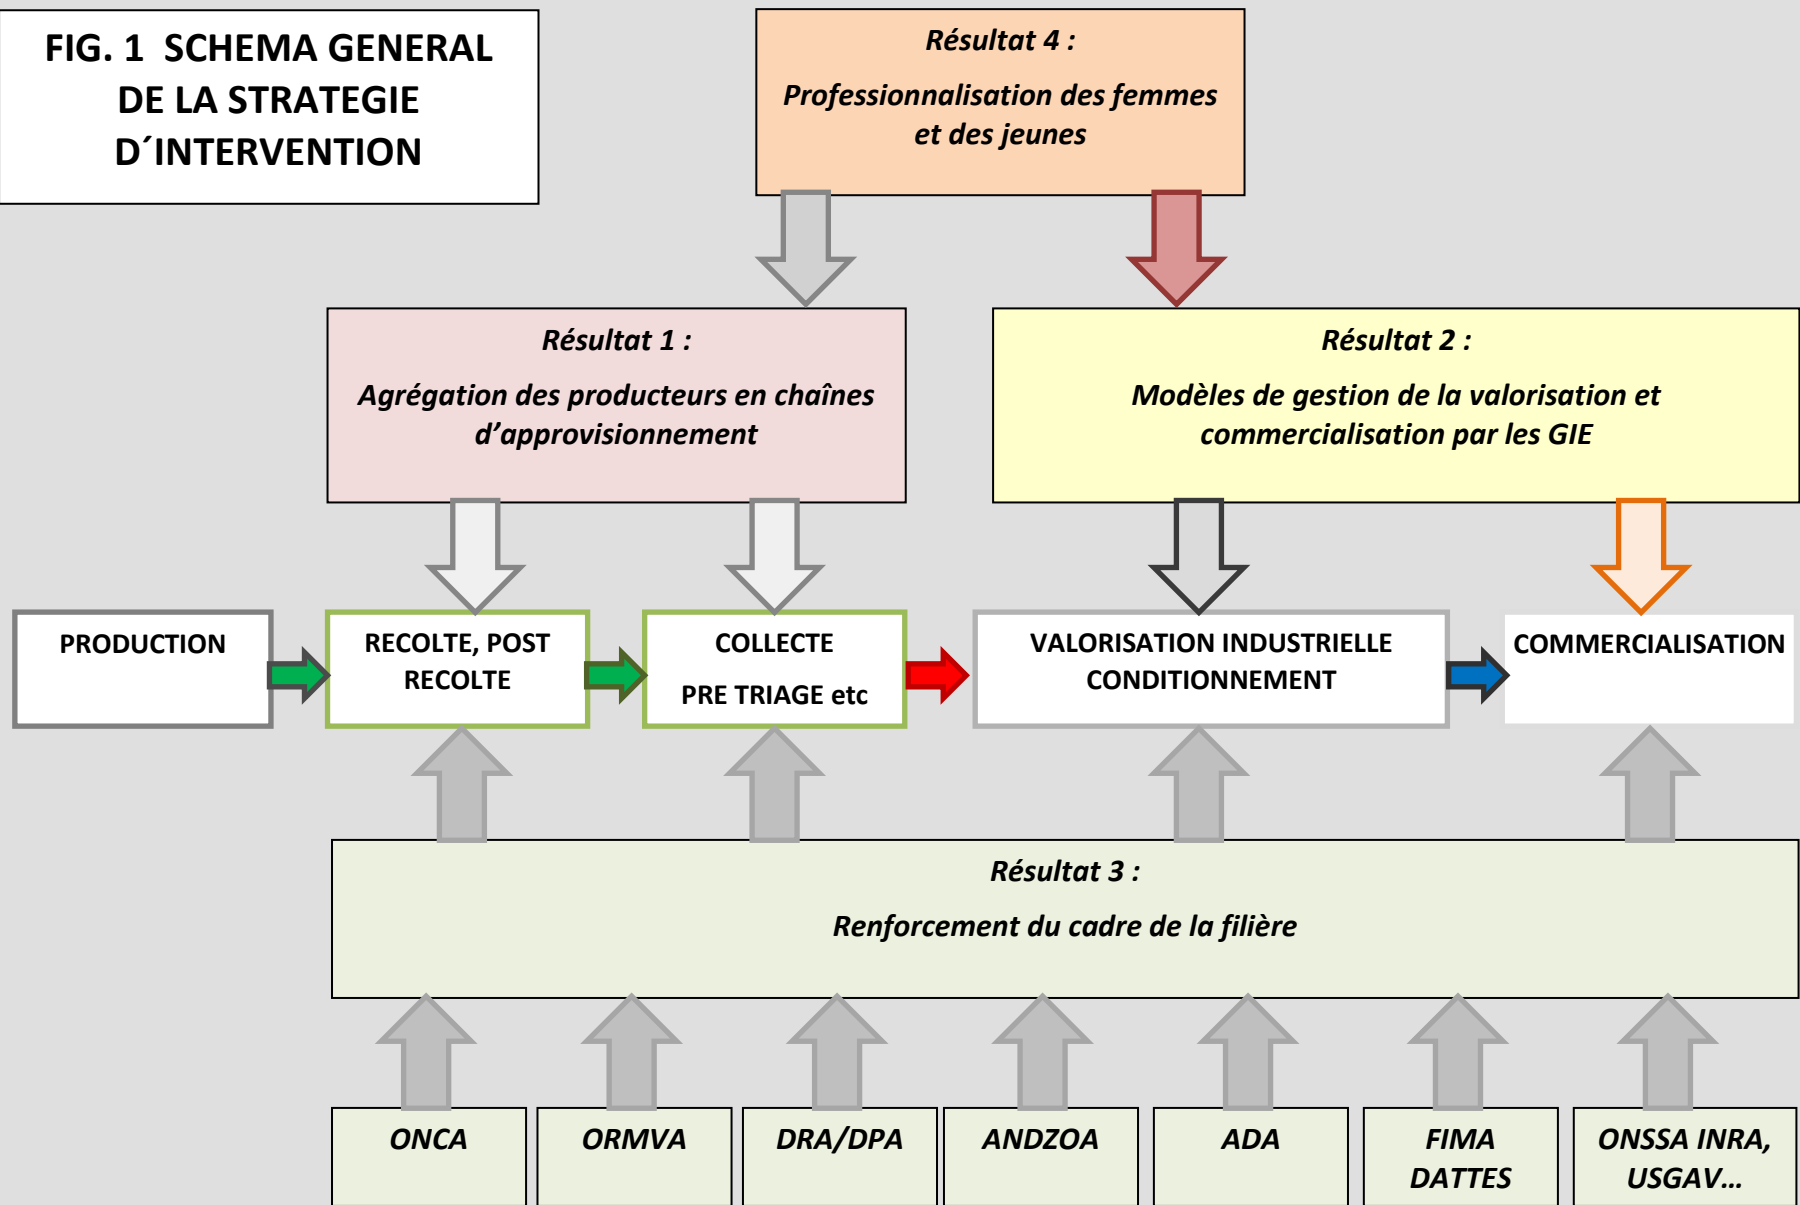 FIG. 1 SCHEMA GENERAL
DE LA STRATEGIE
D´INTERVENTION
Résultat 4 :
Professionnalisation des femmes
et des jeunes
Résultat 1 :
Agrégation des producteurs en chaînes
d’approvisionnement
Résultat 2 :
Modèles de gestion de la valorisation et
commercialisation par les GIE
PRODUCTION
RECOLTE, POST
RECOLTE
COLLECTE
PRE TRIAGE etc
VALORISATION INDUSTRIELLE
CONDITIONNEMENT
COMMERCIALISATION
Résultat 3 :
Renforcement du cadre de la filière
ONCA
ORMVA
DRA/DPA
ANDZOA
ADA
FIMA
DATTES
ONSSA INRA,
USGAV...